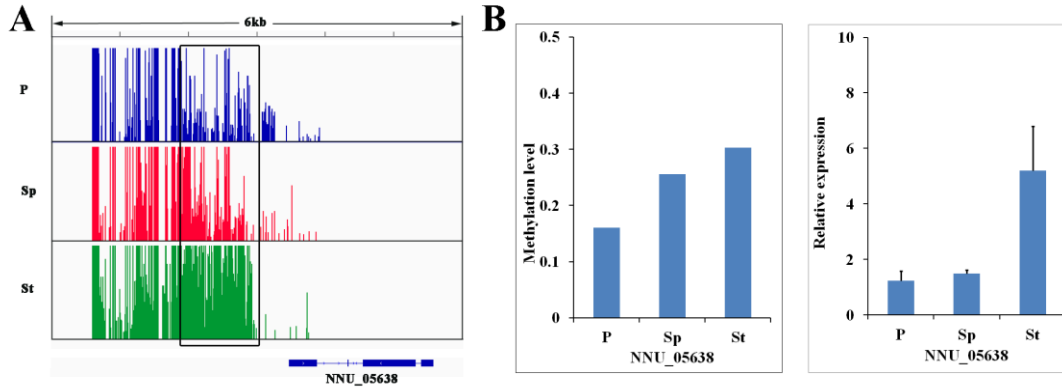 A
6kb
P
Sp
St
NNU_05638
B
0.5
0.4
0.3
0.2
0.1
0
Methylation level
P Sp St
NNU_05638
10
8
6
4
2
0
Relative expression
P Sp St
NNU_05638